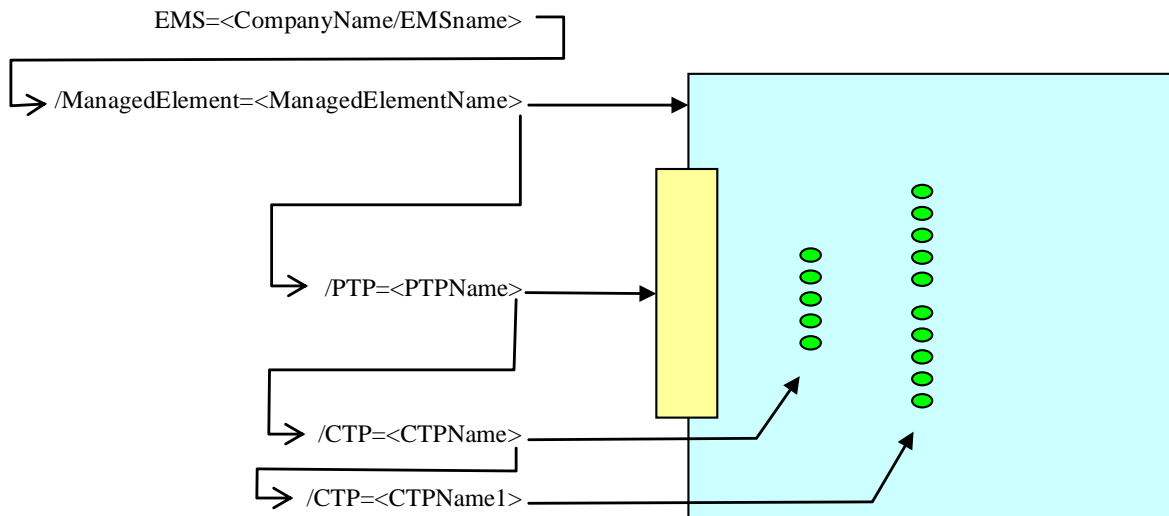 EMS=<CompanyName/EMSname>
/ManagedElement=<ManagedElementName>
/PTP=<PTPName>
/CTP=<CTPName>
/CTP=<CTPName1>